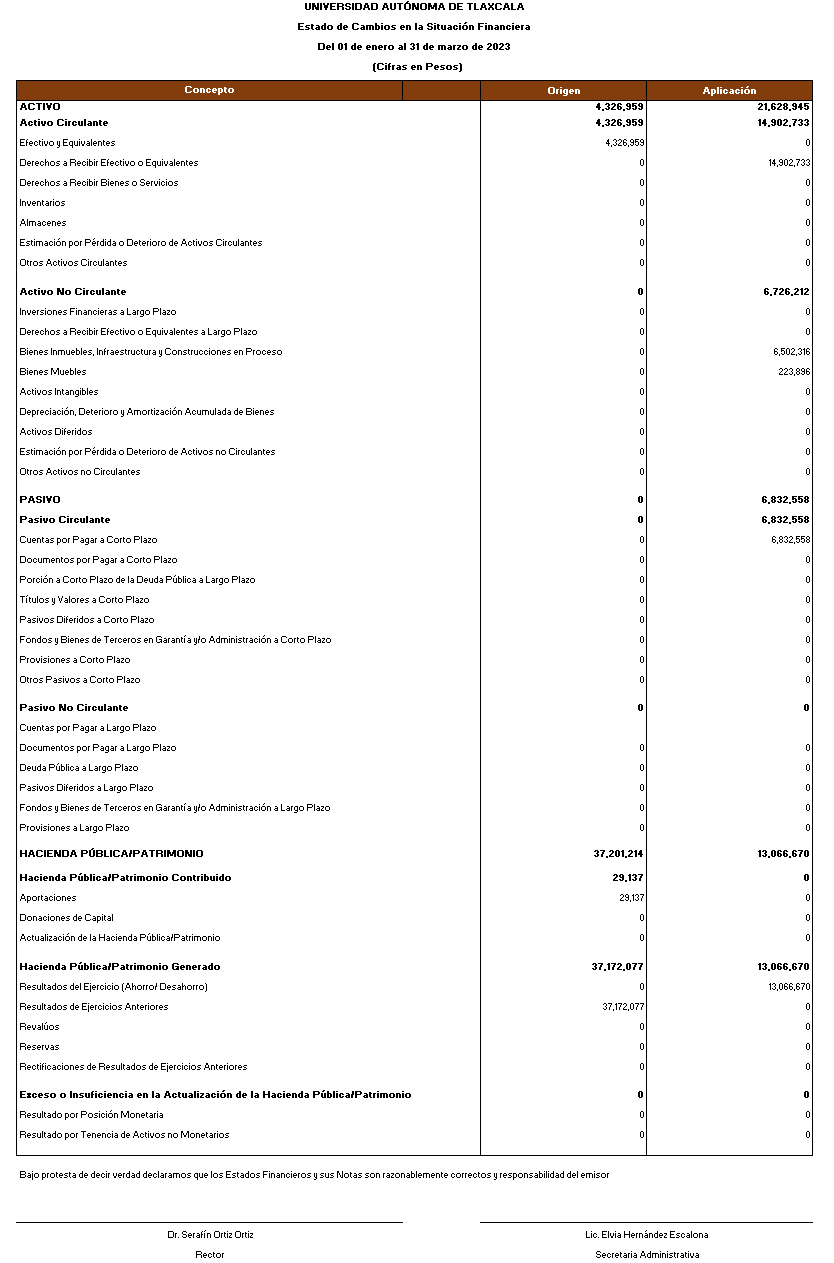 UNIVERSIDAD AUTÓNOMA DE TLAXCALA
Estado de Cambios en la Situación Financiera
Del 01 de enero al 31 de marzo de 2023
(Cifras en Pesos)
Concepto Origen Aplicación
ACTIVO 4,326,959 21,628,945
Activo Circulante 4,326,959 14,902,733
Efectivo y Equivalentes 4,326,959 0
Derechos a Recibir Efectivo o Equivalentes 0 14,902,733
Derechos a Recibir Bienes o Servicios 0 0
Inventarios 0 0
Almacenes 0 0
Estimación por Pérdida o Deterioro de Activos Circulantes 0 0
Otros Activos Circulantes 0 0
Activo No Circulante 0 6,726,212
Inversiones Financieras a Largo Plazo 0 0
Derechos a Recibir Efectivo o Equivalentes a Largo Plazo 0 0
Bienes Inmuebles, Infraestructura y Construcciones en Proceso 0 6,502,316
Bienes Muebles 0 223,896
Activos Intangibles 0 0
Depreciación, Deterioro y Amortización Acumulada de Bienes 0 0
Activos Diferidos 0 0
Estimación por Pérdida o Deterioro de Activos no Circulantes 0 0
Otros Activos no Circulantes 0 0
PASIVO 0 6,832,558
Pasivo Circulante 0 6,832,558
Cuentas por Pagar a Corto Plazo 0 6,832,558
Documentos por Pagar a Corto Plazo 0 0
Porción a Corto Plazo de la Deuda Pública a Largo Plazo 0 0
Títulos y Valores a Corto Plazo 0 0
Pasivos Diferidos a Corto Plazo 0 0
Fondos y Bienes de Terceros en Garantía y/o Administración a Corto Plazo 0 0
Provisiones a Corto Plazo 0 0
Otros Pasivos a Corto Plazo 0 0
Pasivo No Circulante 0 0
Cuentas por Pagar a Largo Plazo
Documentos por Pagar a Largo Plazo 0 0
Deuda Pública a Largo Plazo 0 0
Pasivos Diferidos a Largo Plazo 0 0
Fondos y Bienes de Terceros en Garantía y/o Administración a Largo Plazo 0 0
Provisiones a Largo Plazo 0 0
HACIENDA PÚBLICA/PATRIMONIO 37,201,214 13,066,670
Hacienda Pública/Patrimonio Contribuido 29,137 0
Aportaciones 29,137 0
Donaciones de Capital 0 0
Actualización de la Hacienda Pública/Patrimonio 0 0
Hacienda Pública/Patrimonio Generado 37,172,077 13,066,670
Resultados del Ejercicio (Ahorro/ Desahorro) 0 13,066,670
Resultados de Ejercicios Anteriores 37,172,077 0
Revalúos 0 0
Reservas 0 0
Rectificaciones de Resultados de Ejercicios Anteriores 0 0
Exceso o Insuficiencia en la Actualización de la Hacienda Pública/Patrimonio 0 0
Resultado por Posición Monetaria 0 0
Resultado por Tenencia de Activos no Monetarios 0 0
Bajo protesta de decir verdad declaramos que los Estados Financieros y sus Notas son razonablemente correctos y responsabilidad del emisor
Dr. Serafín Ortiz Ortiz Lic. Elvia Hernández Escalona
Rector Secretaria Administrativa